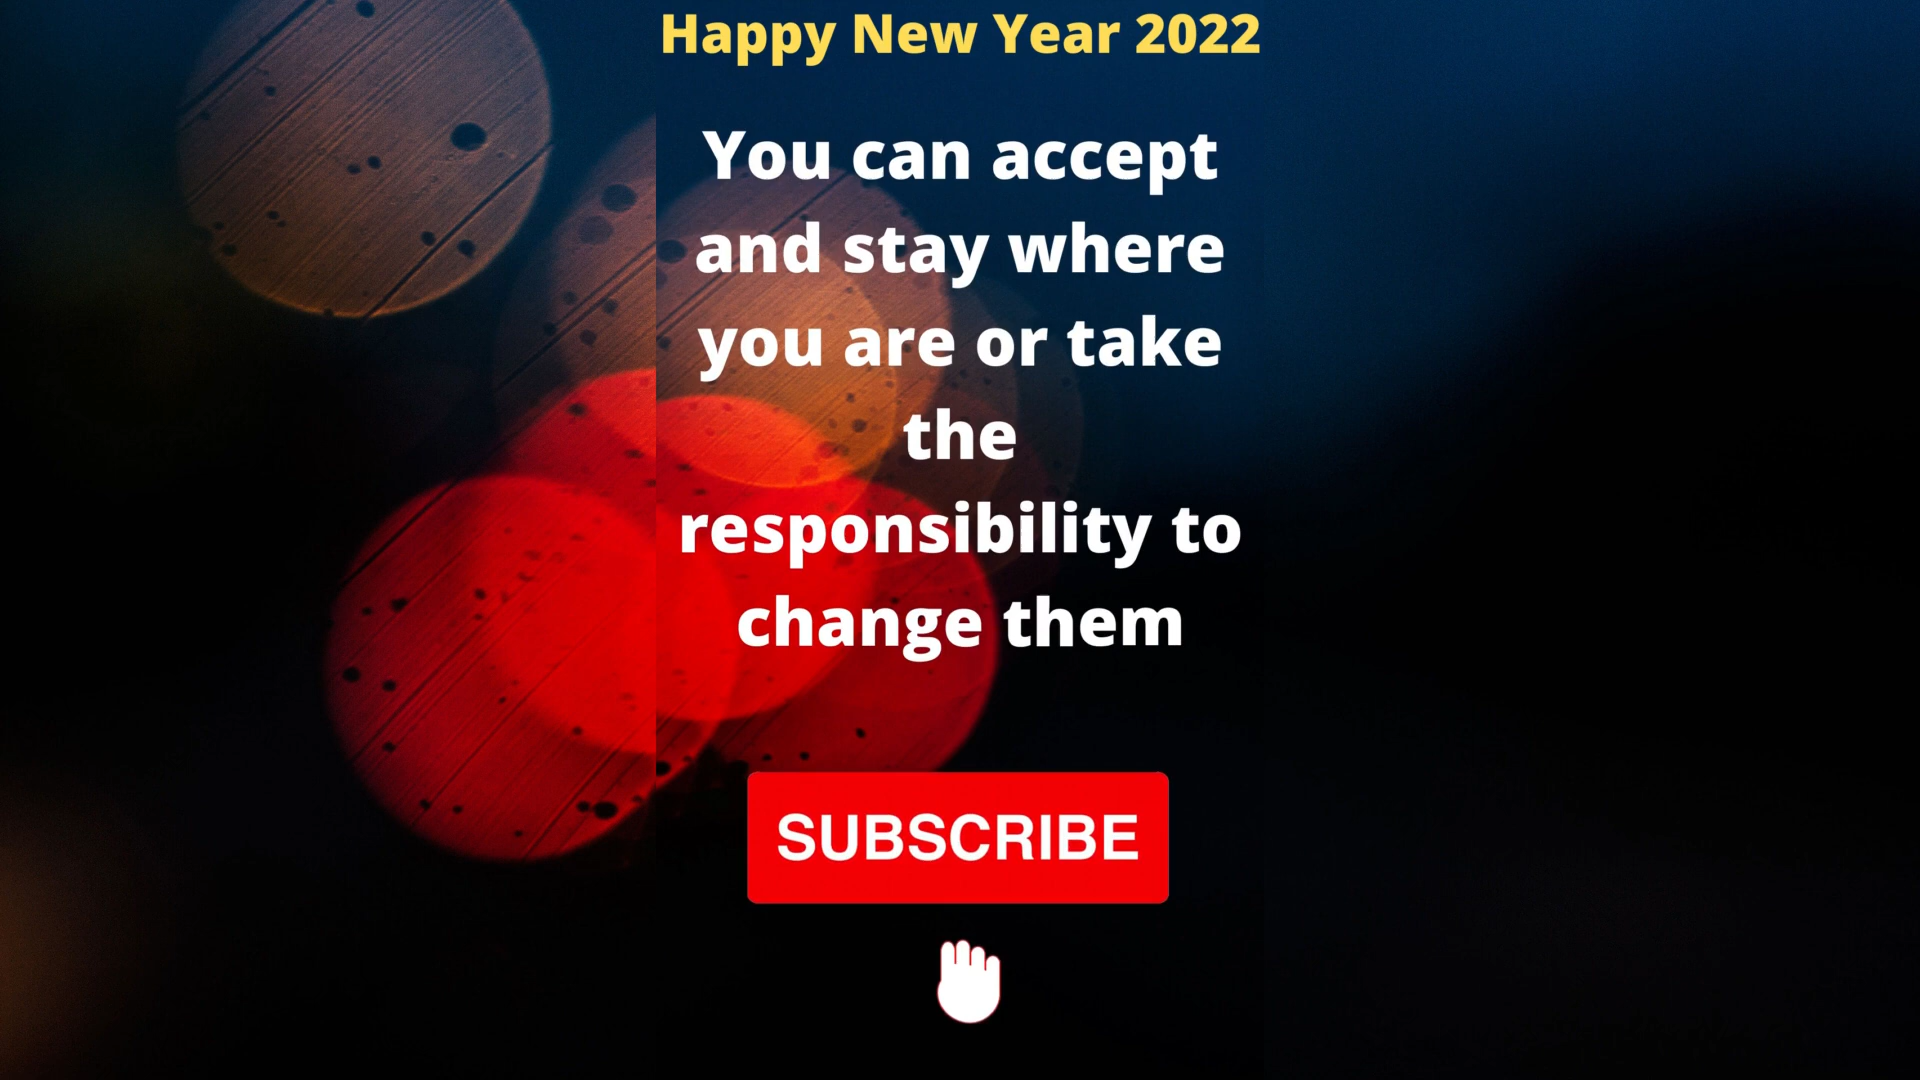 Happy New Year 2022
You can accept
and stay where
you are or take
the
responsibility to
change them
SUBSCRIBE